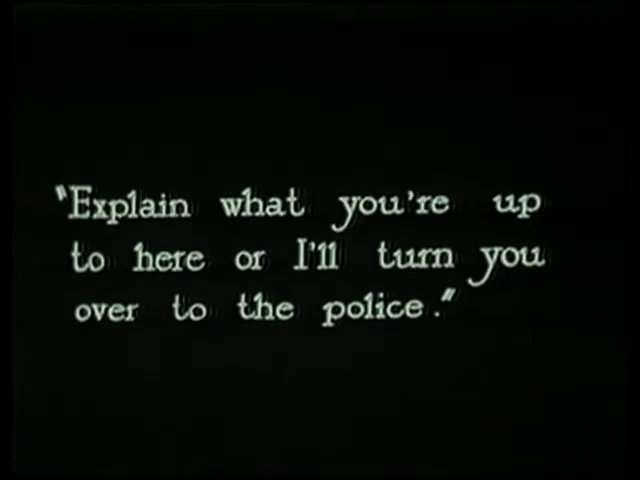 "Explain what you're up
to here or I'll turn you
over to the police."